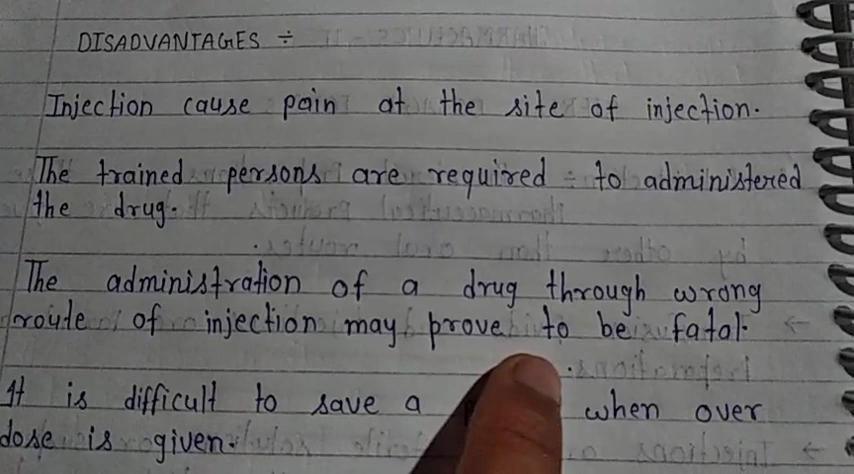 DISADVANTAGES ÷
Injection cause pain at the site of injection.
The trained persons are required to administered
the drug.
The administration of a drug through wrong
route of injection may prove to be fatal.
It is difficult to save a when over
dose is given.